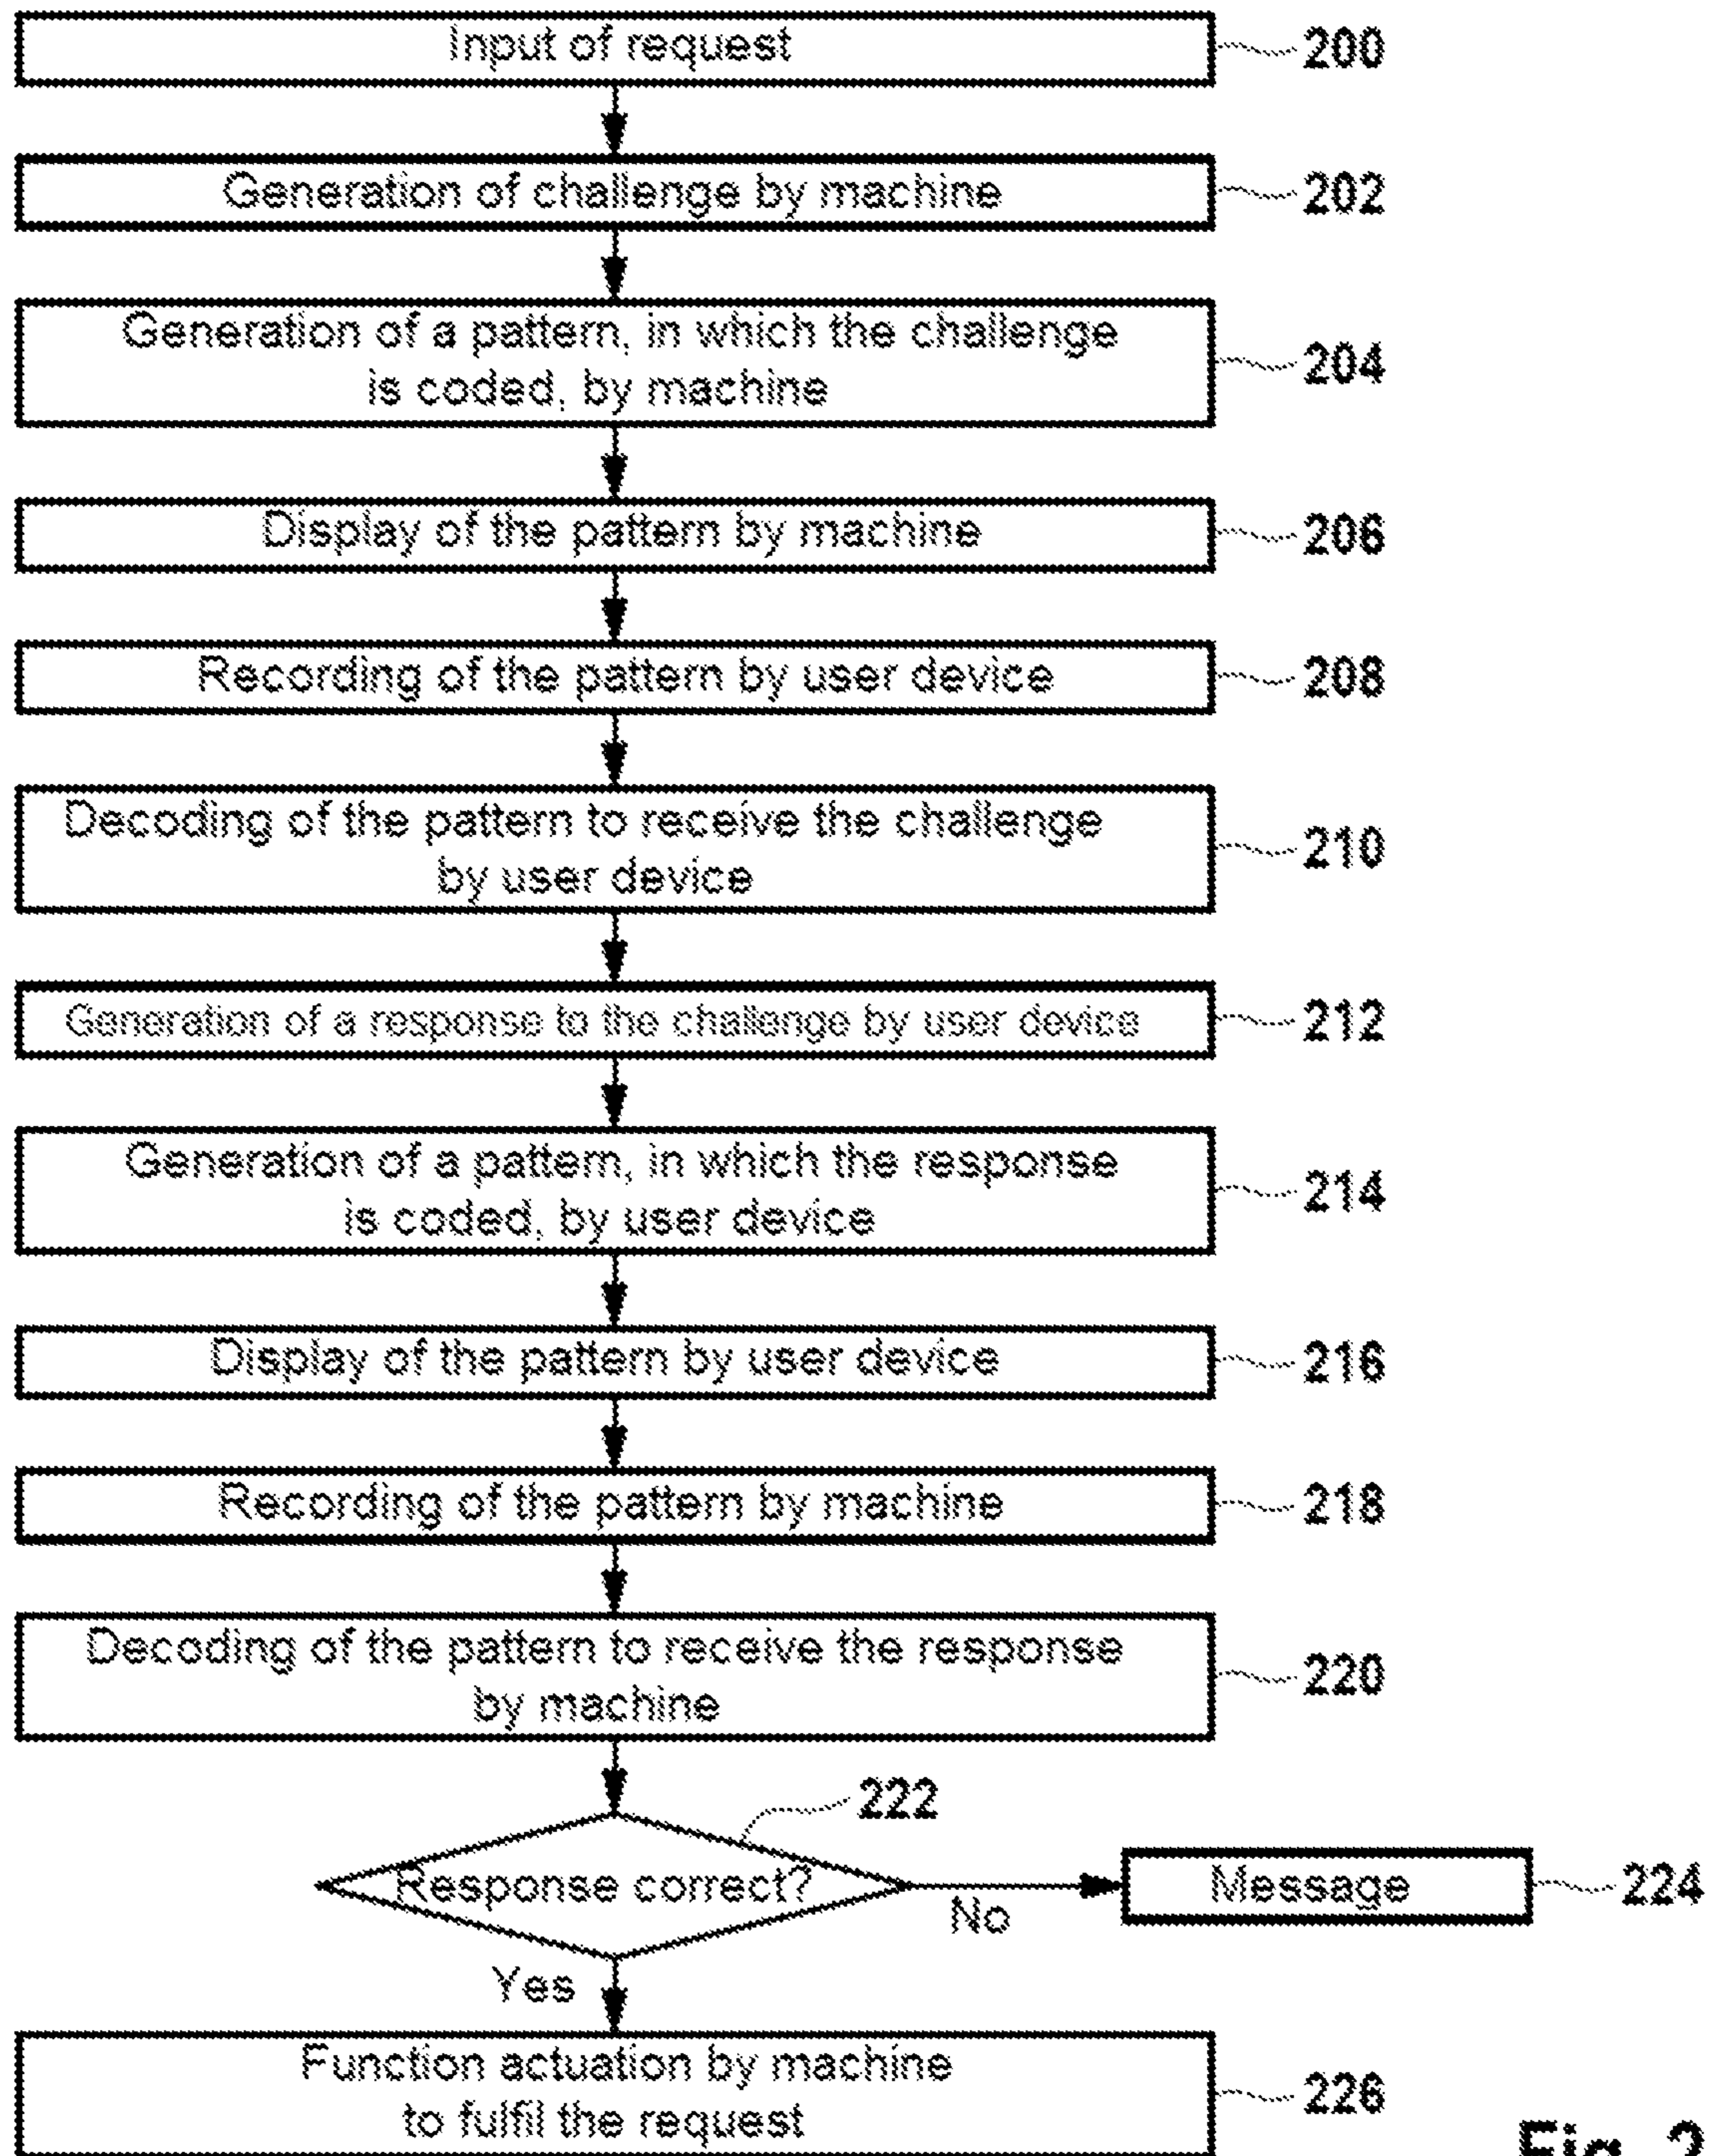 Input of request
200
Generation of challenge by machine
202
Generation of a pattern, in which the challenge
is coded, by machine
204
Display of the pattern by machine
206
Recording of the pattern by user device
208
Decoding of the pattern to receive the challenge
by user device
210
Generation of a response to the challenge by user device
212
Generation of a pattern, in which the response
is coded, by user device
214
Display of the pattern by user device
216
Recording of the pattern by machine
218
Decoding of the pattern to receive the response
by machine
220
222
Response correct?
No
Message
224
Yes
Function actuation by machine
to fulfil the request
226
Fig. 2